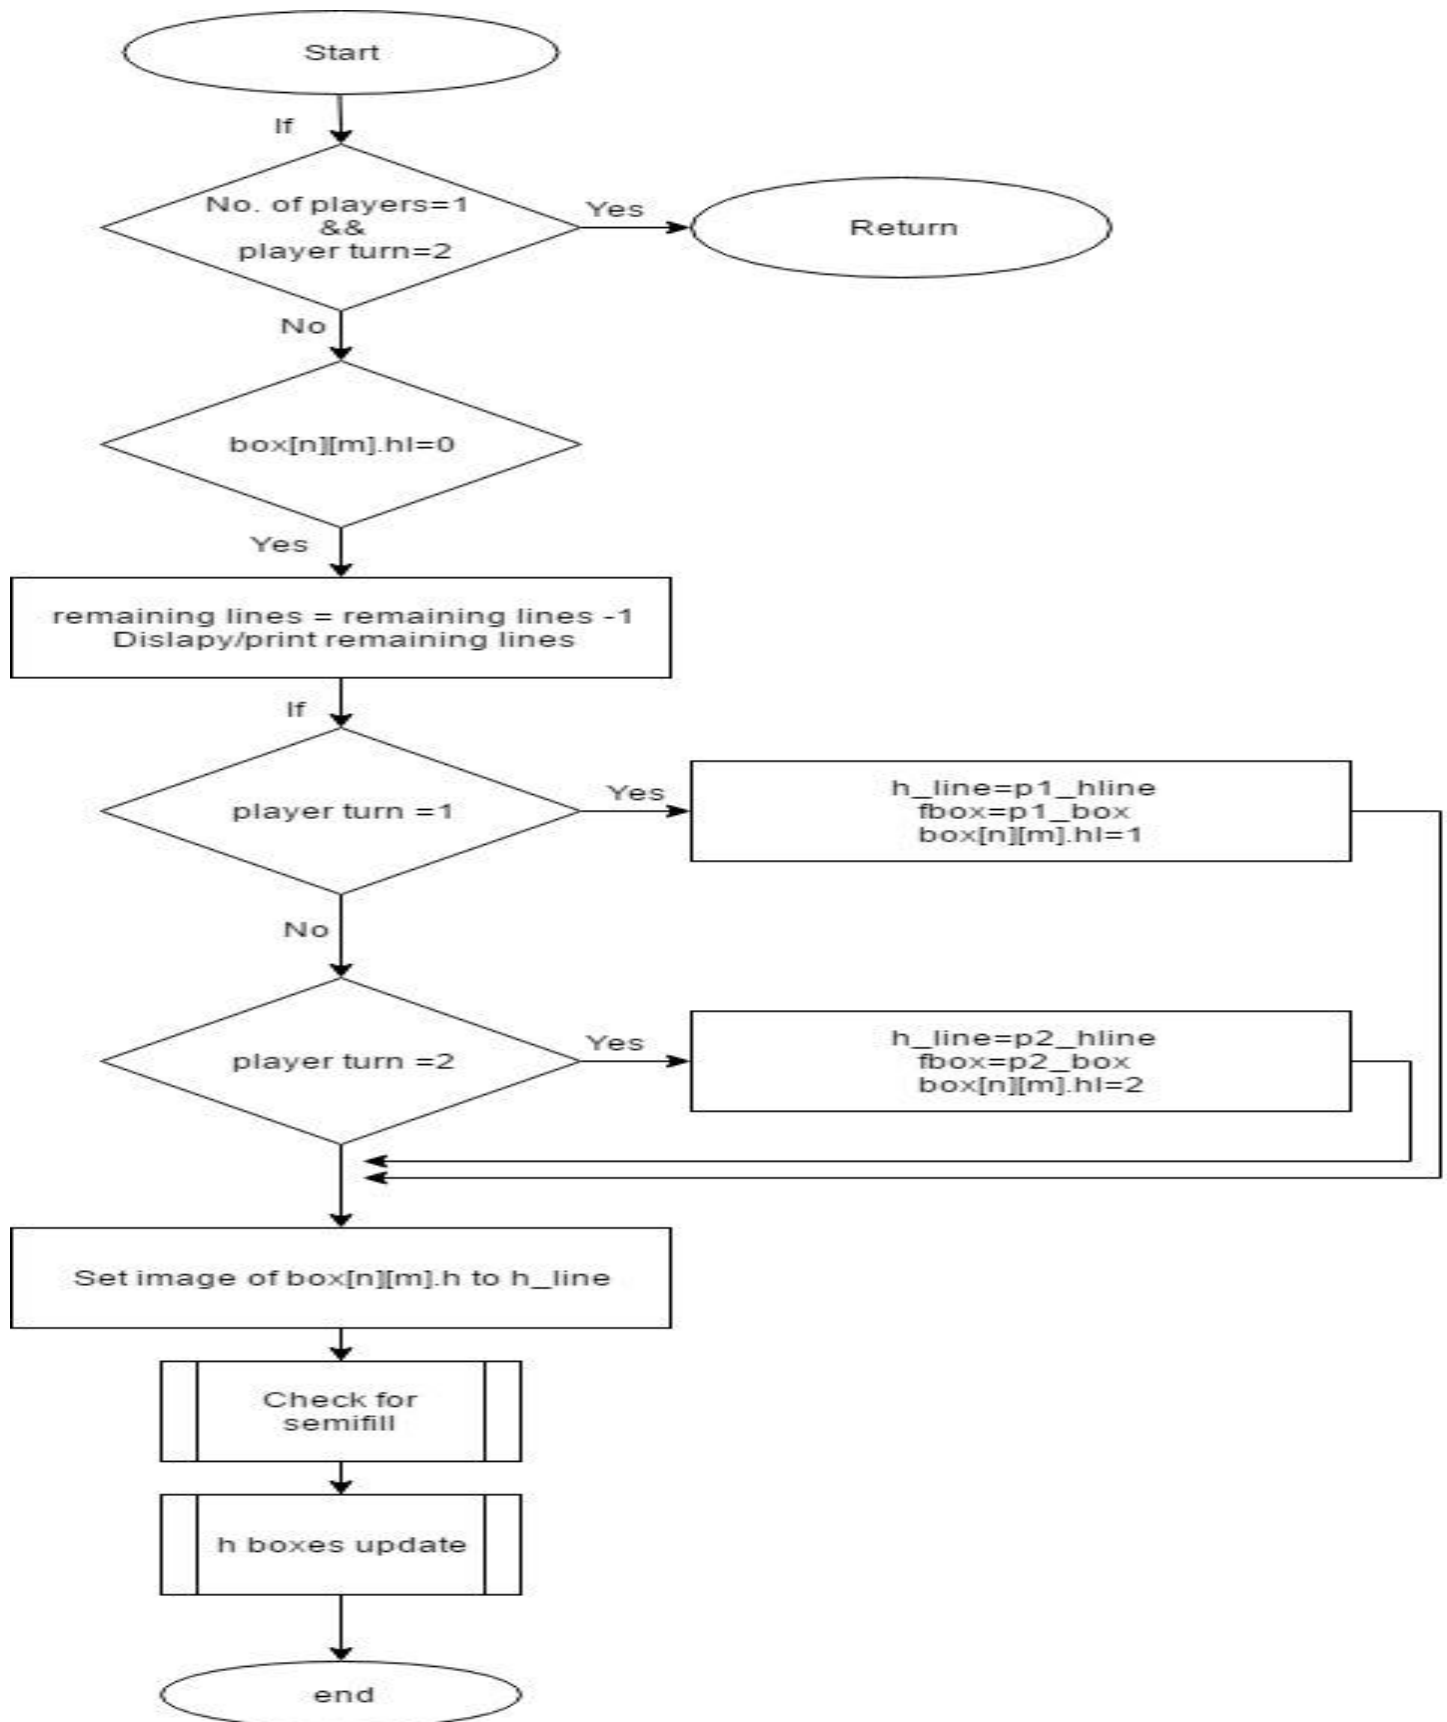 Start
If
No. of players=1
&&
player turn=2
Yes
Return
No
box[n][m].hl=0
Yes
remaining lines = remaining lines -1
Dislapy/print remaining lines
If
player turn =1
Yes
h_line=p1_hline
fbox=p1_box
box[n][m].hl=1
No
player turn =2
Yes
h_line=p2_hline
fbox=p2_box
box[n][m].hl=2
Set image of box[n][m].h to h_line
Check for
semifill
h boxes update
end